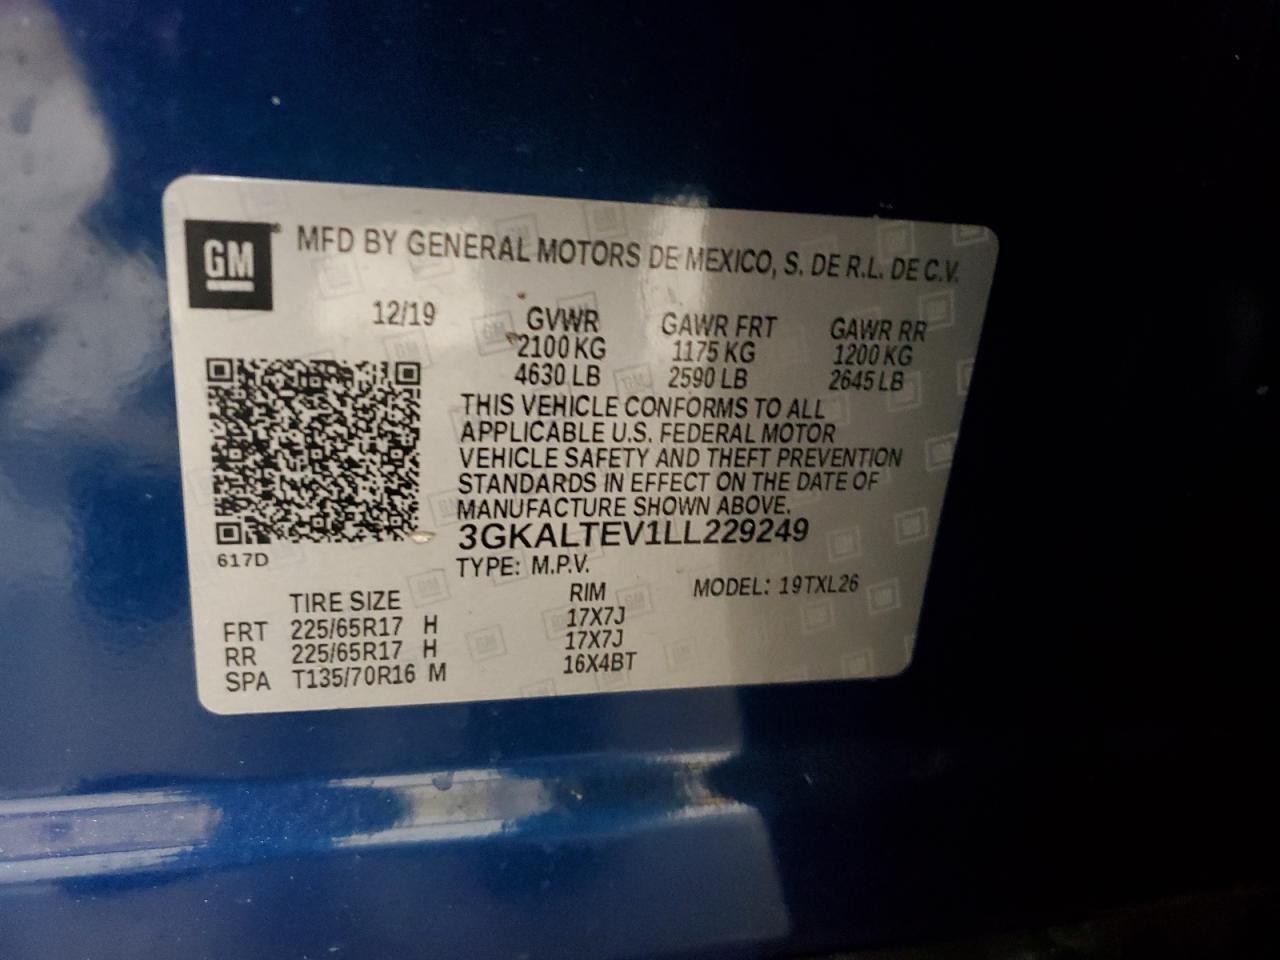 GM MFD BY GENERAL MOTORS DE MEXICO, S. DE R.L. DE C.V.
12/19 GVWR GAWR FRT GAWR RR
2100 KG 1175 KG 1200 KG
4630 LB 2590 LB 2645 LB
THIS VEHICLE CONFORMS TO ALL
APPLICABLE U.S. FEDERAL MOTOR
VEHICLE SAFETY AND THEFT PREVENTION
STANDARDS IN EFFECT ON THE DATE OF
MANUFACTURE SHOWN ABOVE.
3GKALTEV1LL229249
617D TYPE: M.P.V.
TIRE SIZE RIM MODEL: 19TXL26
FRT 225/65R17 H 17X7J
RR 225/65R17 H 17X7J
SPA T135/70R16 M 16X4BT